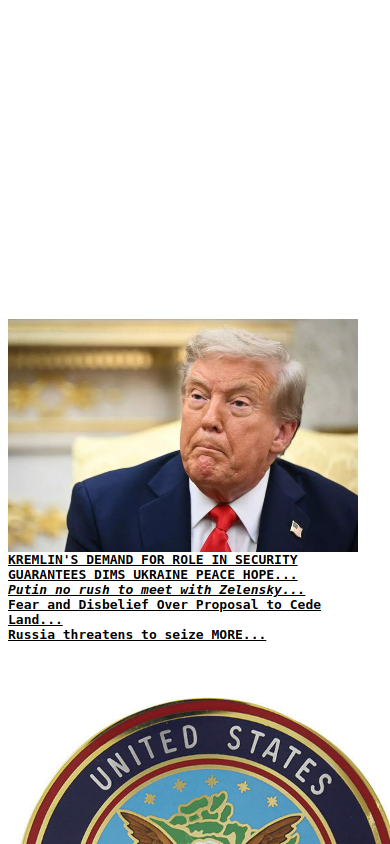 KREMLIN'S DEMAND FOR ROLE IN SECURITY
GUARANTEES DIMS UKRAINE PEACE HOPE...
Putin no rush to meet with Zelensky...
Fear and Disbelief Over Proposal to Cede
Land...
Russia threatens to seize MORE...
UNITED STATES